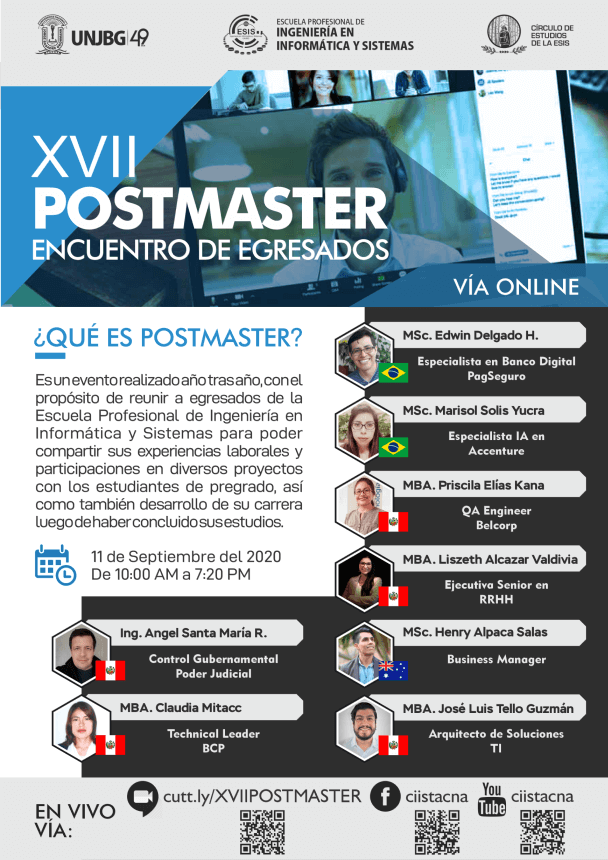 UNJBG 49
ESIS
ESCUELA PROFESIONAL DE
INGENIERÍA EN
INFORMÁTICA Y SISTEMAS
CÍRCULO DE
ESTUDIOS
DE LA ESIS
XVII
POSTMASTER
ENCUENTRO DE EGRESADOS
VÍA ONLINE
¿QUÉ ES POSTMASTER?
Es un evento realizado año tras año, con el
propósito de reunir a egresados de la
Escuela Profesional de Ingeniería en
Informática y Sistemas para poder
compartir sus experiencias laborales y
participaciones en diversos proyectos
con los estudiantes de pregrado, así
como también desarrollo de su carrera
luego de haber concluido sus estudios.
11 de Septiembre del 2020
De 10:00 AM a 7:20 PM
MSc. Edwin Delgado H.
Especialista en Banco Digital
PagSeguro
MSc. Marisol Solis Yucra
Especialista IA en
Accenture
MBA. Priscila Elías Kana
QA Engineer
Belcorp
MBA. Liszeth Alcazar Valdivia
Ejecutiva Senior en
RRHH
Ing. Angel Santa María R.
Control Gubernamental
Poder Judicial
MSc. Henry Alpaca Salas
Business Manager
MBA. Claudia Mitacc
Technical Leader
BCP
MBA. José Luis Tello Guzmán
Arquitecto de Soluciones
TI
EN VIVO
VÍA:
cutt.ly/XVIIPOSTMASTER
ciistacna
You
Tube
ciistacna